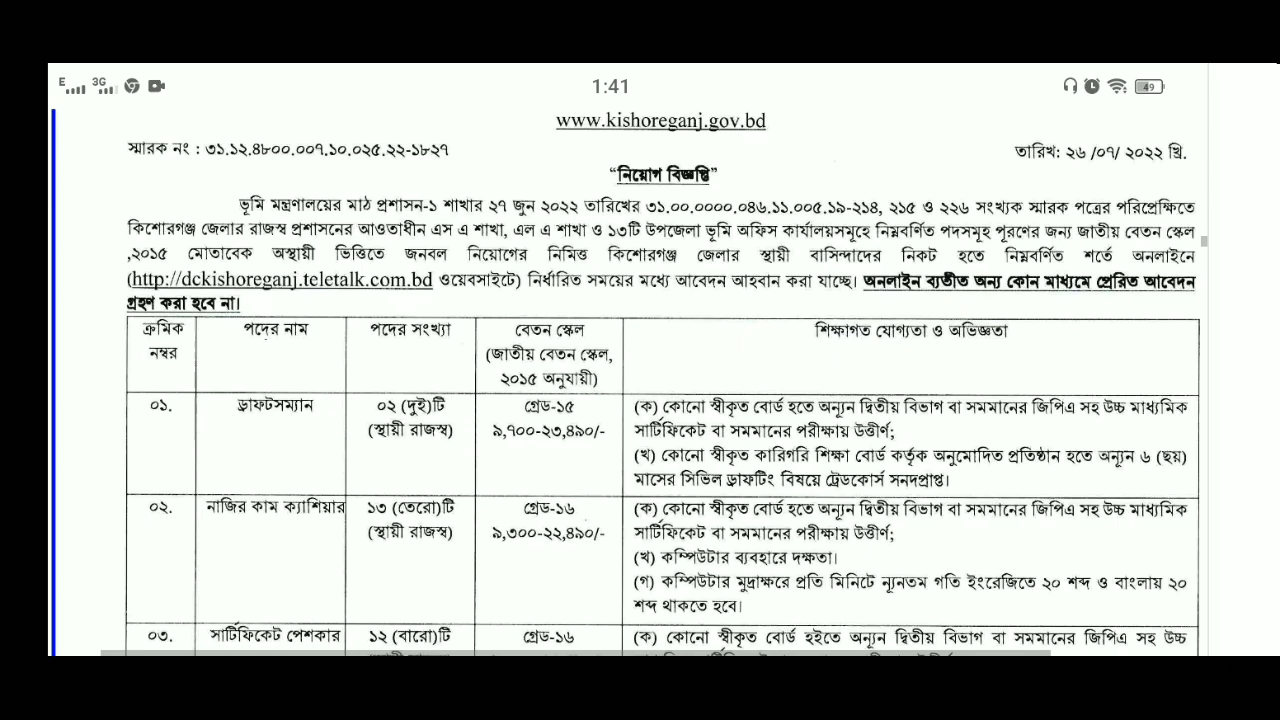 E 3G 1:41 49
www.kishoreganj.gov.bd
স্মারক নং : ৩১.১২.৪৮০০.০০৭.১০.০২৫.২২-১৮২৭ তারিখ: ২৬ /০৭/ ২০২২ খ্রি.
“নিয়োগ বিজ্ঞপ্তি”
ভূমি মন্ত্রণালয়ের মাঠ প্রশাসন-১ শাখার ২৭ জুন ২০২২ তারিখের ৩১.০০.০০০০.০৪৬.১১.০০৫.১৯-২১৪, ২১৫ ও ২২৬ সংখ্যক স্মারক পত্রের পরিপ্রেক্ষিতে
কিশোরগঞ্জ জেলার রাজস্ব প্রশাসনের আওতাধীন এস এ শাখা, এল এ শাখা ও ১৩টি উপজেলা ভূমি অফিস কার্যালয়সমূহে নিম্নবর্ণিত পদসমূহ পূরণের জন্য জাতীয় বেতন স্কেল
,২০১৫ মোতাবেক অস্থায়ী ভিত্তিতে জনবল নিয়োগের নিমিত্ত কিশোরগঞ্জ জেলার স্থায়ী বাসিন্দাদের নিকট হতে নিম্নবর্ণিত শর্তে অনলাইনে
(http://dckishoreganj.teletalk.com.bd ওয়েবসাইটে) নির্ধারিত সময়ের মধ্যে আবেদন আহবান করা যাচ্ছে। অনলাইন ব্যতীত অন্য কোন মাধ্যমে প্রেরিত আবেদন
গ্রহণ করা হবে না।
ক্রমিক নম্বর পদের নাম পদের সংখ্যা বেতন স্কেল (জাতীয় বেতন স্কেল, ২০১৫ অনুযায়ী) শিক্ষাগত যোগ্যতা ও অভিজ্ঞতা
০১. ড্রাফটসম্যান ০২ (দুই)টি গ্রেড-১৫ (ক) কোনো স্বীকৃত বোর্ড হতে অন্যূন দ্বিতীয় বিভাগ বা সমমানের জিপিএ সহ উচ্চ মাধ্যমিক
(স্থায়ী রাজস্ব) ৯,৭০০-২৩,৪৯০/- সার্টিফিকেট বা সমমানের পরীক্ষায় উত্তীর্ণ;
(খ) কোনো স্বীকৃত কারিগরি শিক্ষা বোর্ড কর্তৃক অনুমোদিত প্রতিষ্ঠান হতে অন্যূন ৬ (ছয়)
মাসের সিভিল ড্রাফটিং বিষয়ে ট্রেডকোর্স সনদপ্রাপ্ত।
০২. নাজির কাম ক্যাশিয়ার ১৩ (তেরো)টি গ্রেড-১৬ (ক) কোনো স্বীকৃত বোর্ড হতে অন্যূন দ্বিতীয় বিভাগ বা সমমানের জিপিএ সহ উচ্চ মাধ্যমিক
(স্থায়ী রাজস্ব) ৯,৩০০-২২,৪৯০/- সার্টিফিকেট বা সমমানের পরীক্ষায় উত্তীর্ণ;
(খ) কম্পিউটার ব্যবহারে দক্ষতা।
(গ) কম্পিউটার মুদ্রাক্ষরে প্রতি মিনিটে ন্যূনতম গতি ইংরেজিতে ২০ শব্দ ও বাংলায় ২০
শব্দ থাকতে হবে।
০৩. সার্টিফিকেট পেশকার ১২ (বারো)টি গ্রেড-১৬ (ক) কোনো স্বীকৃত বোর্ড হইতে অন্যূন দ্বিতীয় বিভাগ বা সমমানের জিপিএ সহ উচ্চ